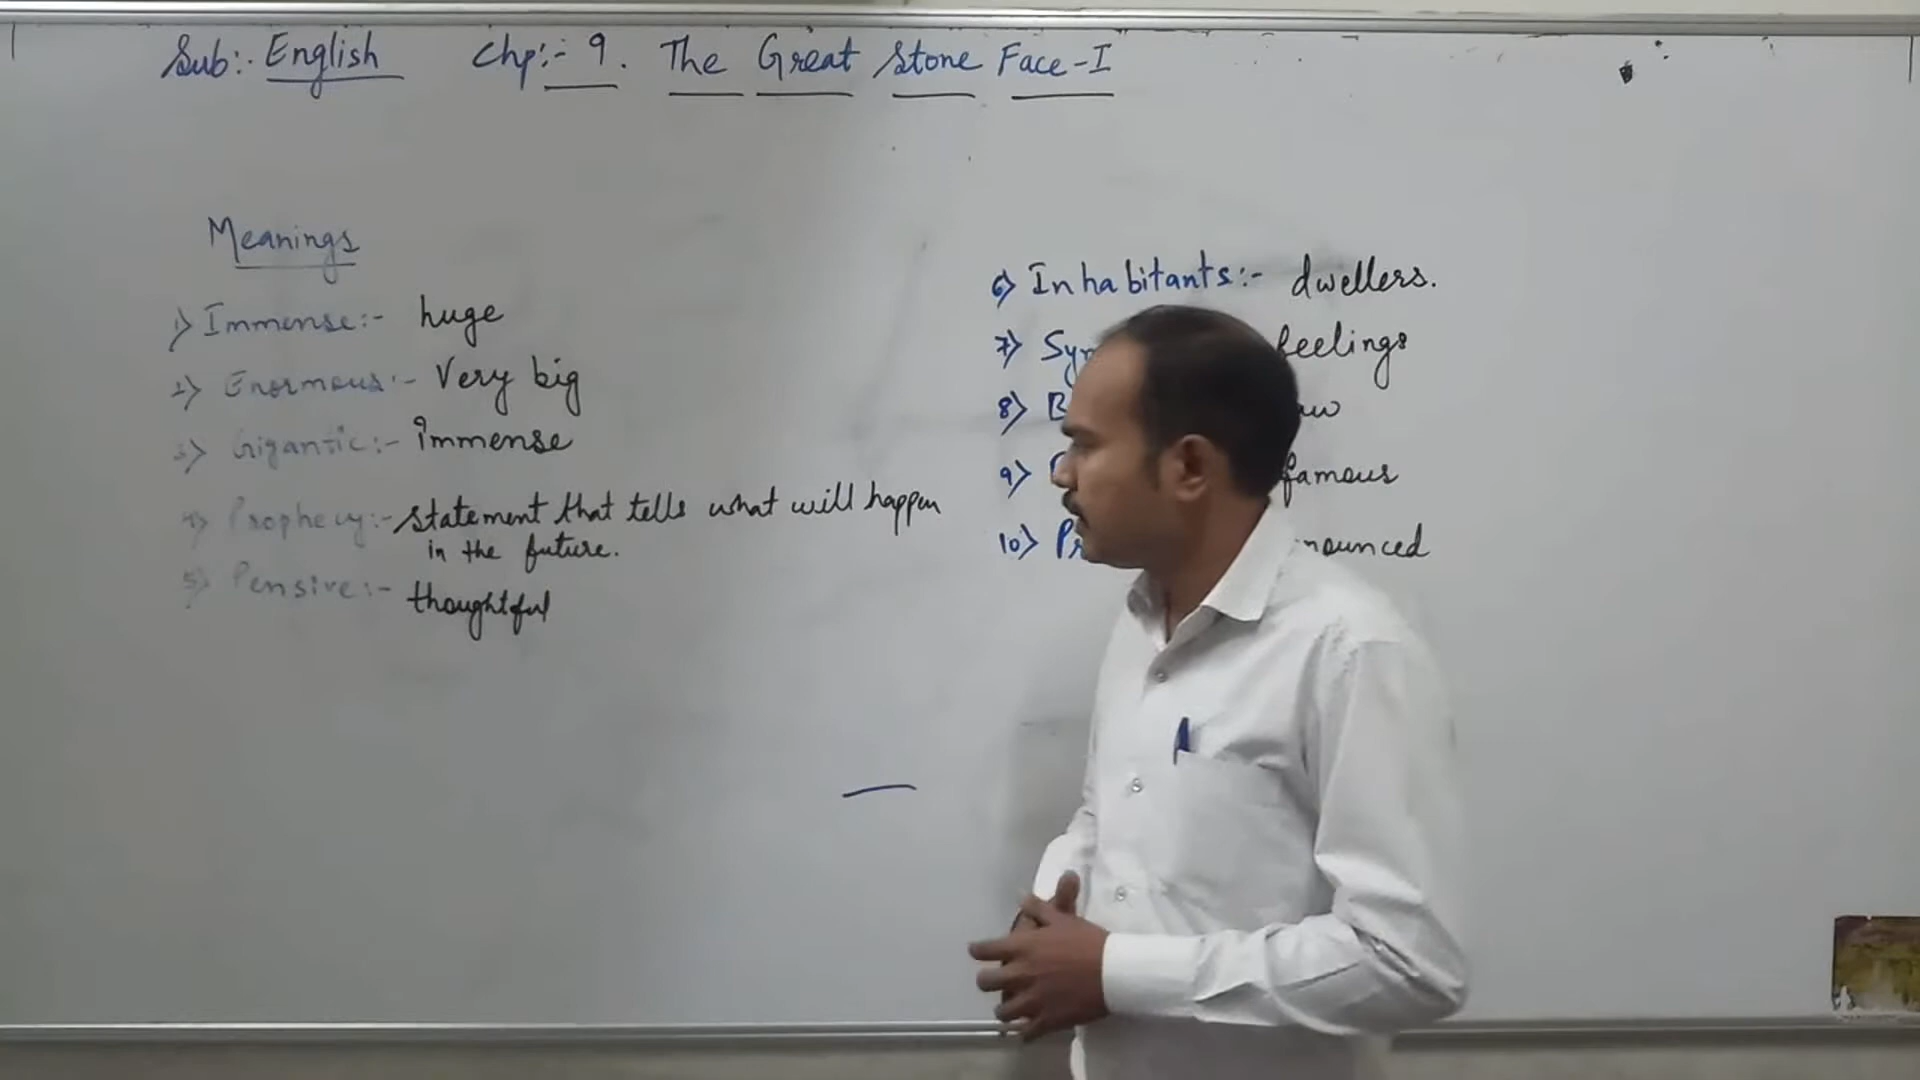 Sub:- English Chp:- 9. The Great Stone Face-I
Meanings
1) Immense:- huge
2) Enormous:- Very big
3) Gigantic:- immense
4) Prophecy:- statement that tells what will happen
in the future.
5) Pensive:- thoughtful
6) Inhabitants:- dwellers.
7) feelings
8)
9) famous
10)